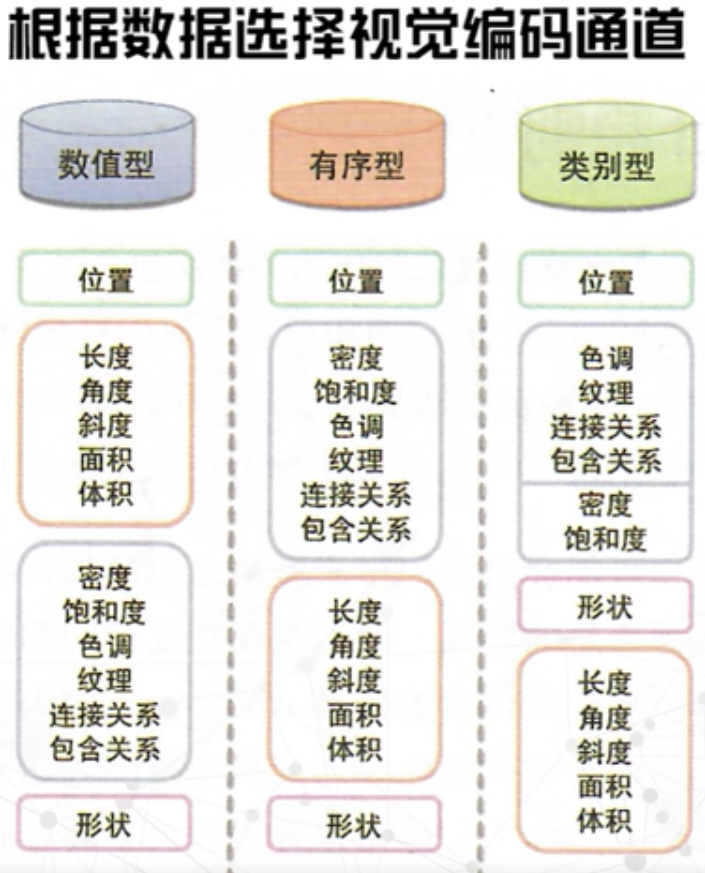 根据数据选择视觉编码通道
数值型
位置
长度
角度
斜度
面积
体积
密度
饱和度
色调
纹理
连接关系
包含关系
形状
有序型
位置
密度
饱和度
色调
纹理
连接关系
包含关系
长度
角度
斜度
面积
体积
形状
类别型
位置
色调
纹理
连接关系
包含关系
密度
饱和度
形状
长度
角度
斜度
面积
体积